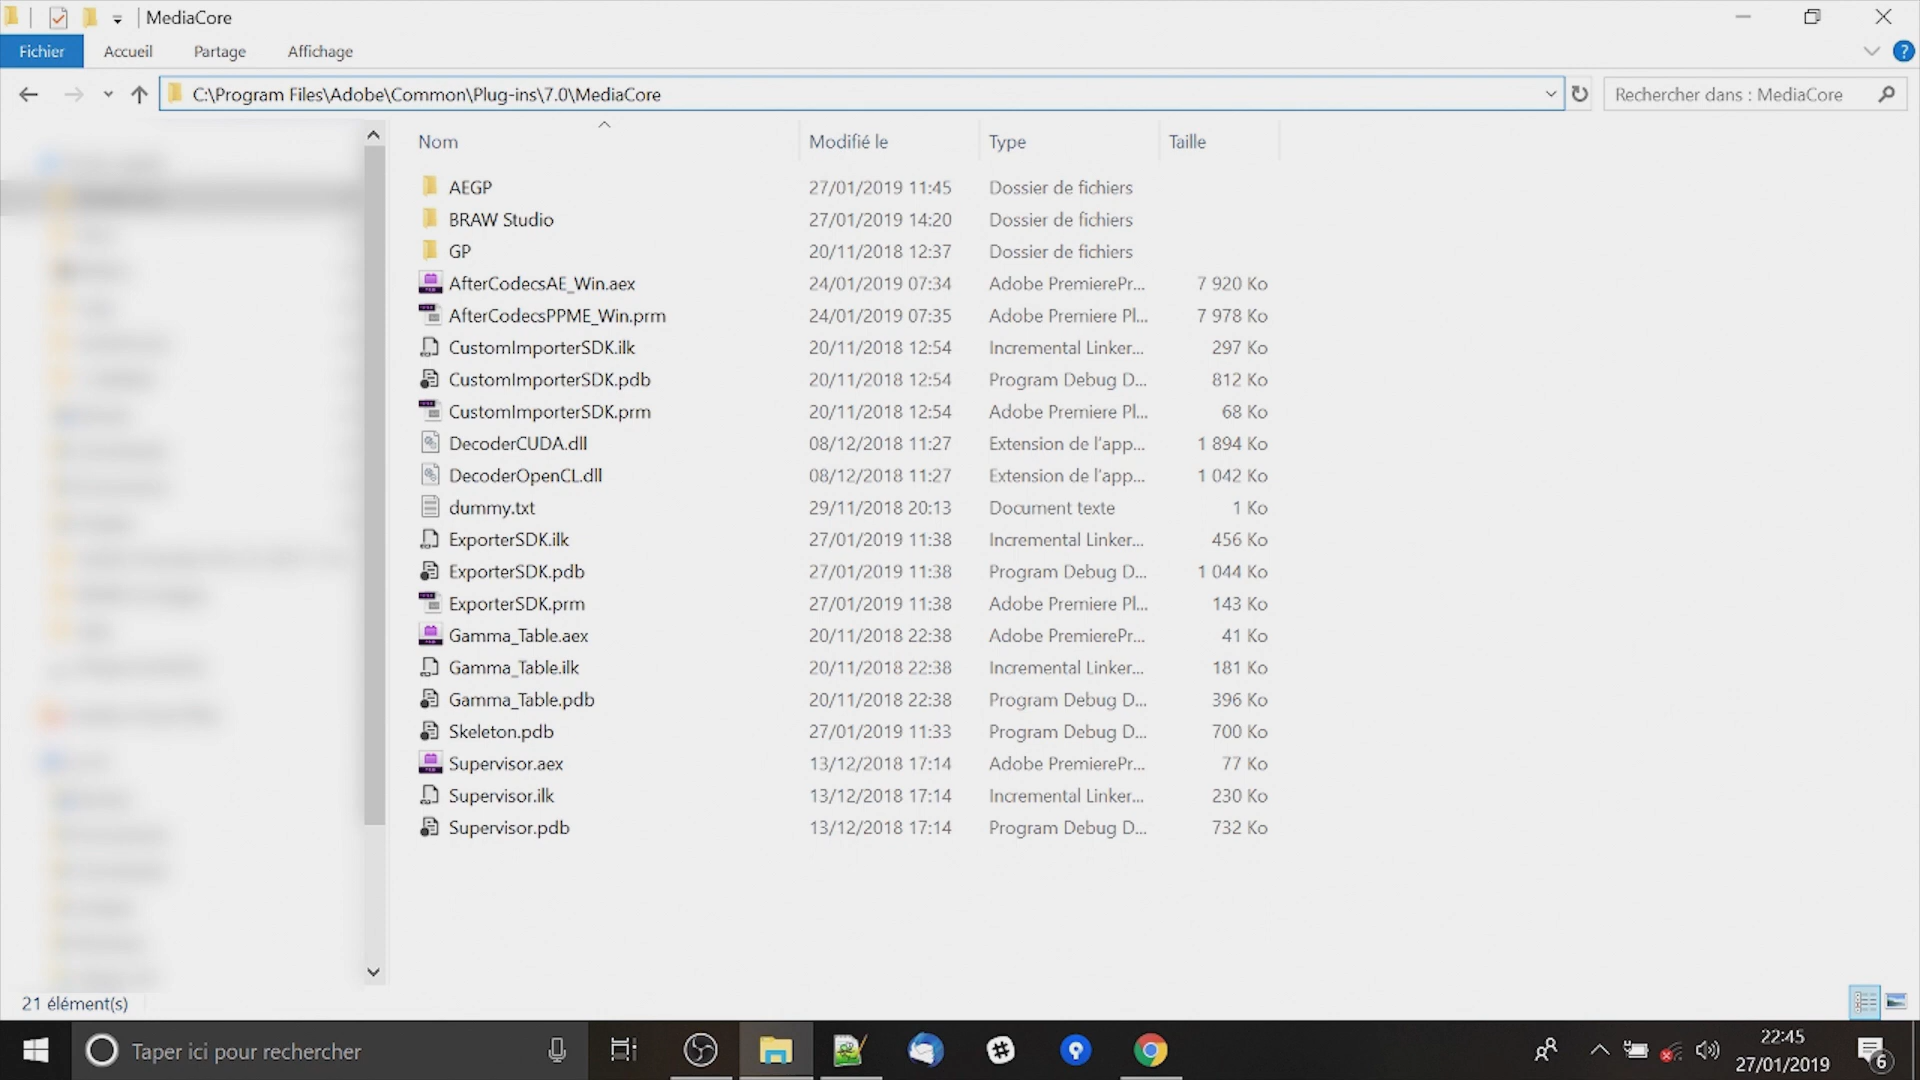 MediaCore
Fichier Accueil Partage Affichage
C:\Program Files\Adobe\Common\Plug-ins\7.0\MediaCore Rechercher dans : MediaCore
Nom Modifié le Type Taille
AEGP 27/01/2019 11:45 Dossier de fichiers
BRAW Studio 27/01/2019 14:20 Dossier de fichiers
GP 20/11/2018 12:37 Dossier de fichiers
AfterCodecsAE_Win.aex 24/01/2019 07:34 Adobe PremierePr... 7 920 Ko
AfterCodecsPPME_Win.prm 24/01/2019 07:35 Adobe Premiere Pl... 7 978 Ko
CustomImporterSDK.ilk 20/11/2018 12:54 Incremental Linker... 297 Ko
CustomImporterSDK.pdb 20/11/2018 12:54 Program Debug D... 812 Ko
CustomImporterSDK.prm 20/11/2018 12:54 Adobe Premiere Pl... 68 Ko
DecoderCUDA.dll 08/12/2018 11:27 Extension de l'app... 1 894 Ko
DecoderOpenCL.dll 08/12/2018 11:27 Extension de l'app... 1 042 Ko
dummy.txt 29/11/2018 20:13 Document texte 1 Ko
ExporterSDK.ilk 27/01/2019 11:38 Incremental Linker... 456 Ko
ExporterSDK.pdb 27/01/2019 11:38 Program Debug D... 1 044 Ko
ExporterSDK.prm 27/01/2019 11:38 Adobe Premiere Pl... 143 Ko
Gamma_Table.aex 20/11/2018 22:38 Adobe PremierePr... 41 Ko
Gamma_Table.ilk 20/11/2018 22:38 Incremental Linker... 181 Ko
Gamma_Table.pdb 20/11/2018 22:38 Program Debug D... 396 Ko
Skeleton.pdb 27/01/2019 11:33 Program Debug D... 700 Ko
Supervisor.aex 13/12/2018 17:14 Adobe PremierePr... 77 Ko
Supervisor.ilk 13/12/2018 17:14 Incremental Linker... 230 Ko
Supervisor.pdb 13/12/2018 17:14 Program Debug D... 732 Ko
21 élément(s)
Taper ici pour rechercher
22:45
27/01/2019
6